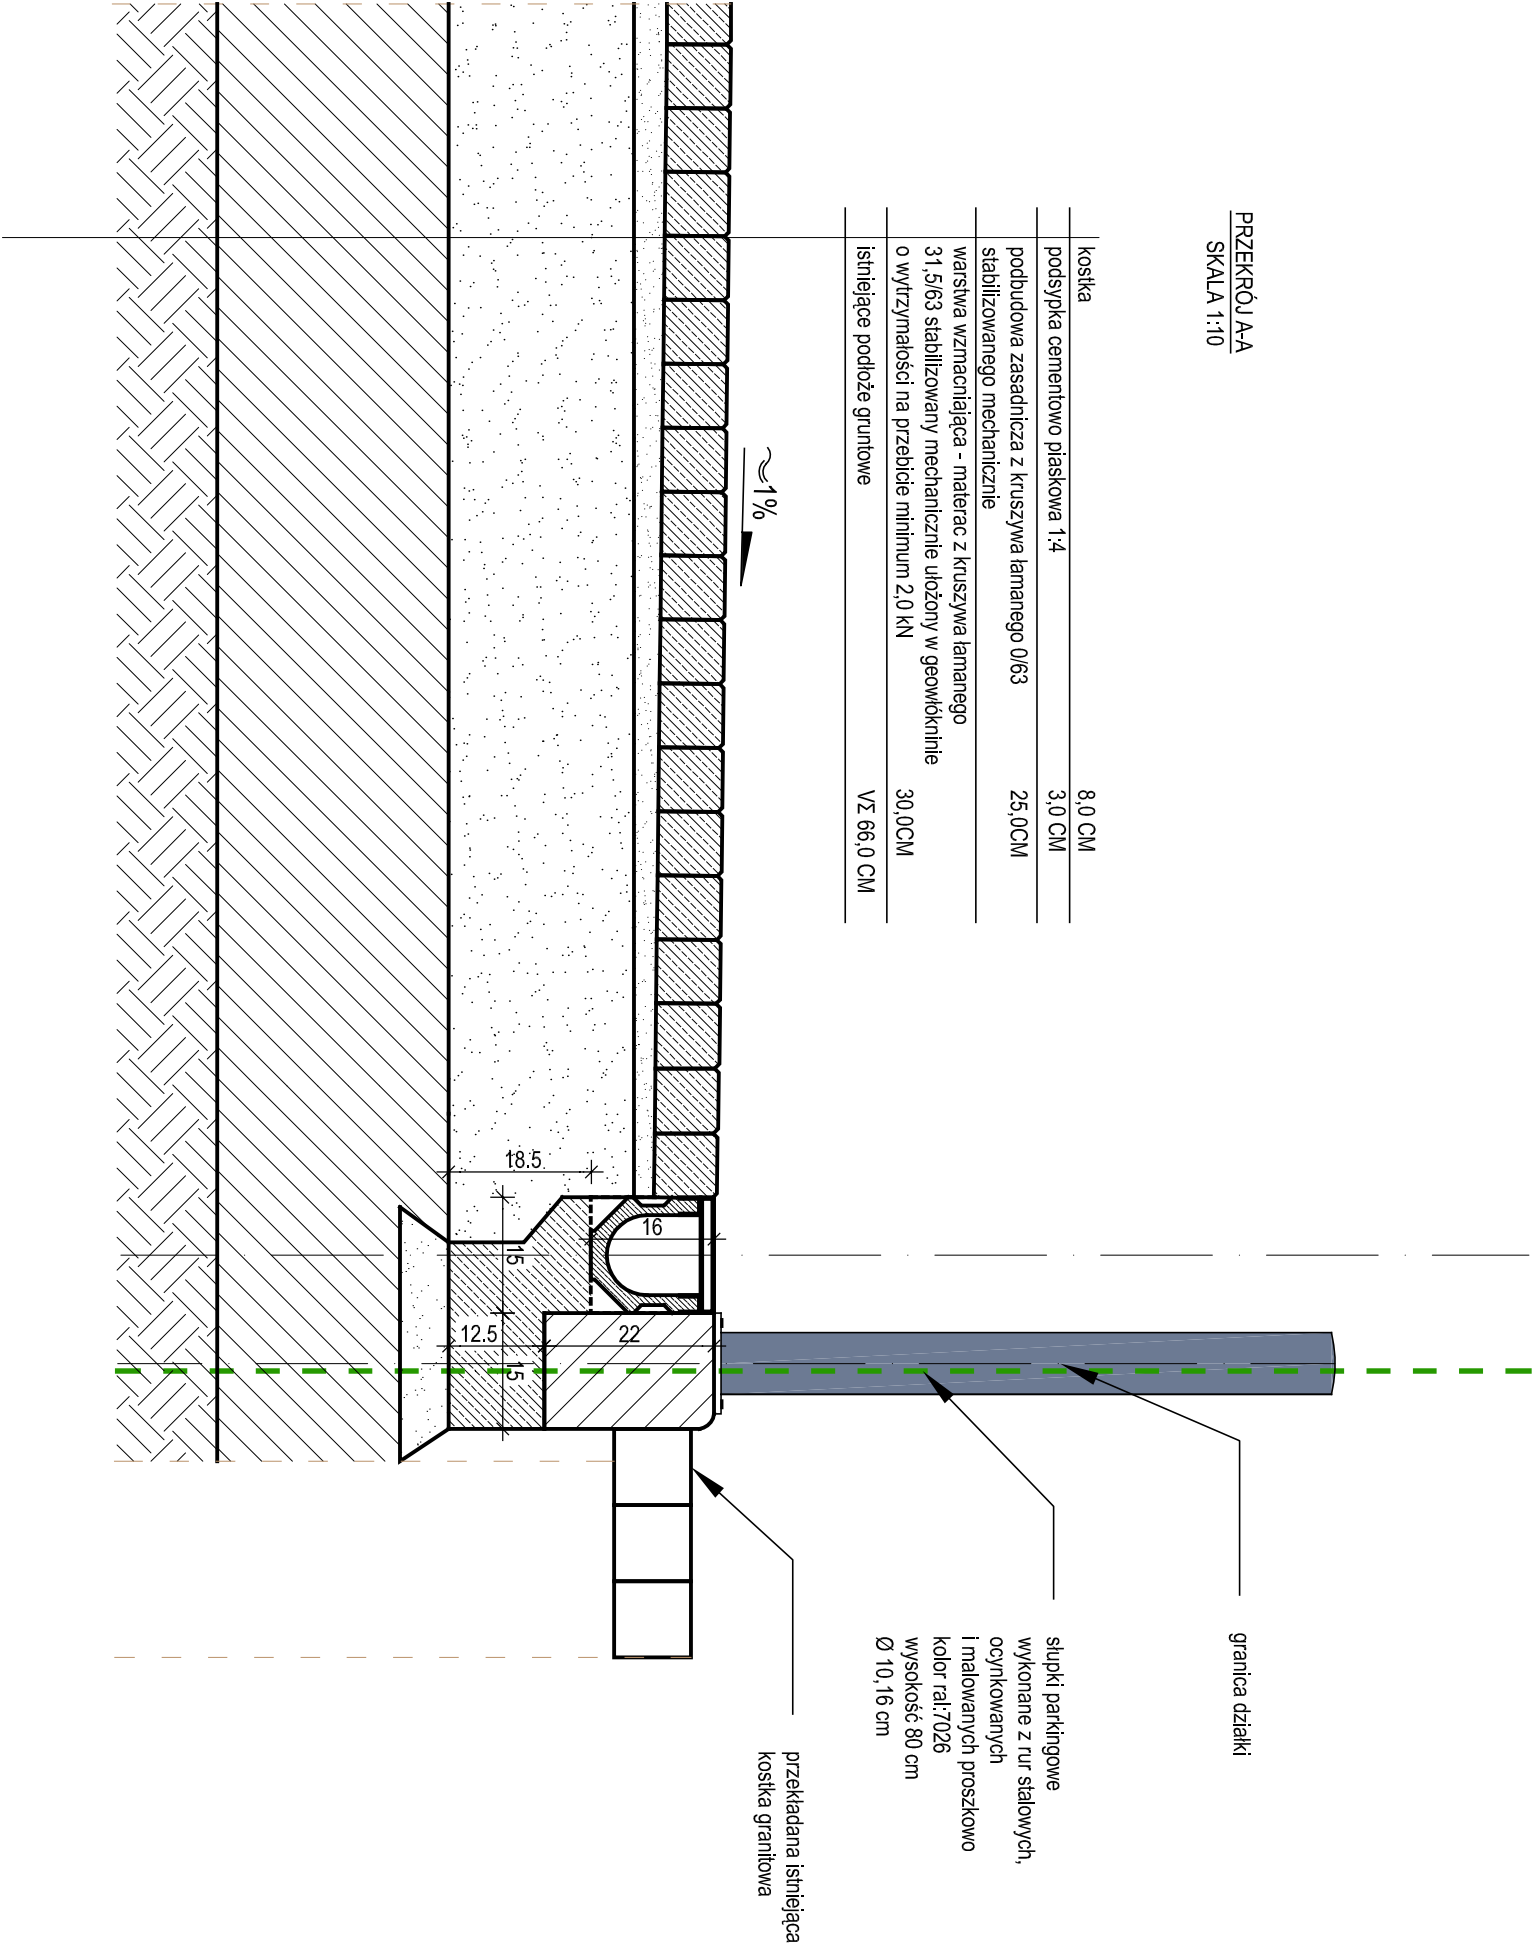 PRZEKRÓJ A-A
SKALA 1:10
kostka 8,0 CM
podsypka cementowo piaskowa 1:4 3,0 CM
podbudowa zasadnicza z kruszywa łamanego 0/63 25,0CM
stabilizowanego mechanicznie
warstwa wzmacniająca - materac z kruszywa łamanego
31,5/63 stabilizowany mechanicznie ułożony w geowłókninie
o wytrzymałości na przebicie minimum 2,0 kN 30,0CM
istniejące podłoże gruntowe VΣ 66,0 CM
~1%
18.5
16
15
12.5
22
15
granica działki
słupki parkingowe
wykonane z rur stalowych,
ocynkowanych
i malowanych proszkowo
kolor ral:7026
wysokość 80 cm
Ø 10,16 cm
przekładana istniejąca
kostka granitowa